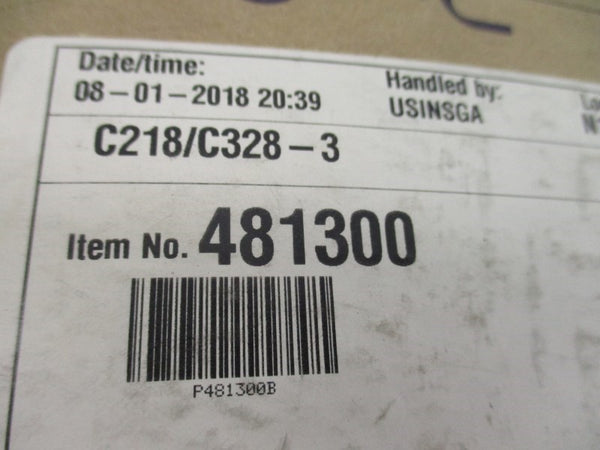 Date/time:
08-01-2018 20:39
Handled by:
USINSGA
C218/C328-3
Item No. 481300
P481300B